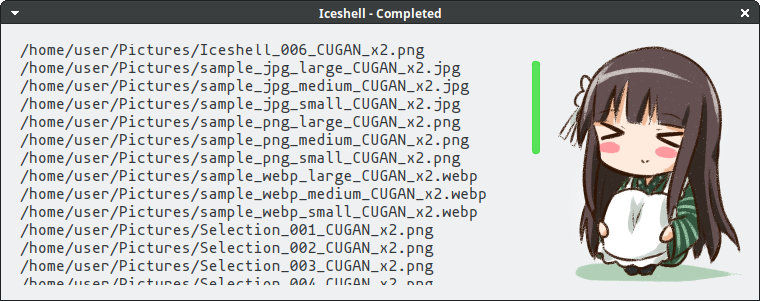 Iceshell - Completed
/home/user/Pictures/Iceshell_006_CUGAN_x2.png
/home/user/Pictures/sample_jpg_large_CUGAN_x2.jpg
/home/user/Pictures/sample_jpg_medium_CUGAN_x2.jpg
/home/user/Pictures/sample_jpg_small_CUGAN_x2.jpg
/home/user/Pictures/sample_png_large_CUGAN_x2.png
/home/user/Pictures/sample_png_medium_CUGAN_x2.png
/home/user/Pictures/sample_png_small_CUGAN_x2.png
/home/user/Pictures/sample_webp_large_CUGAN_x2.webp
/home/user/Pictures/sample_webp_medium_CUGAN_x2.webp
/home/user/Pictures/sample_webp_small_CUGAN_x2.webp
/home/user/Pictures/Selection_001_CUGAN_x2.png
/home/user/Pictures/Selection_002_CUGAN_x2.png
/home/user/Pictures/Selection_003_CUGAN_x2.png
/home/user/Pictures/Selection_004_CUGAN_x2.png